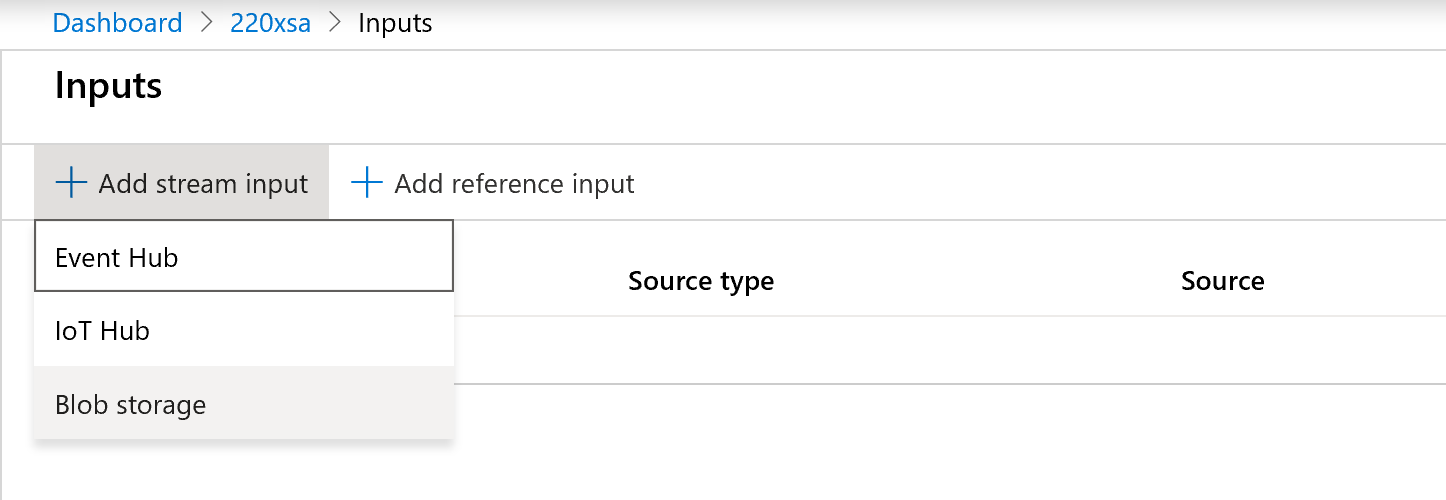 Dashboard > 220xsa > Inputs
Inputs
+ Add stream input + Add reference input
Event Hub
Source type Source
IoT Hub
Blob storage